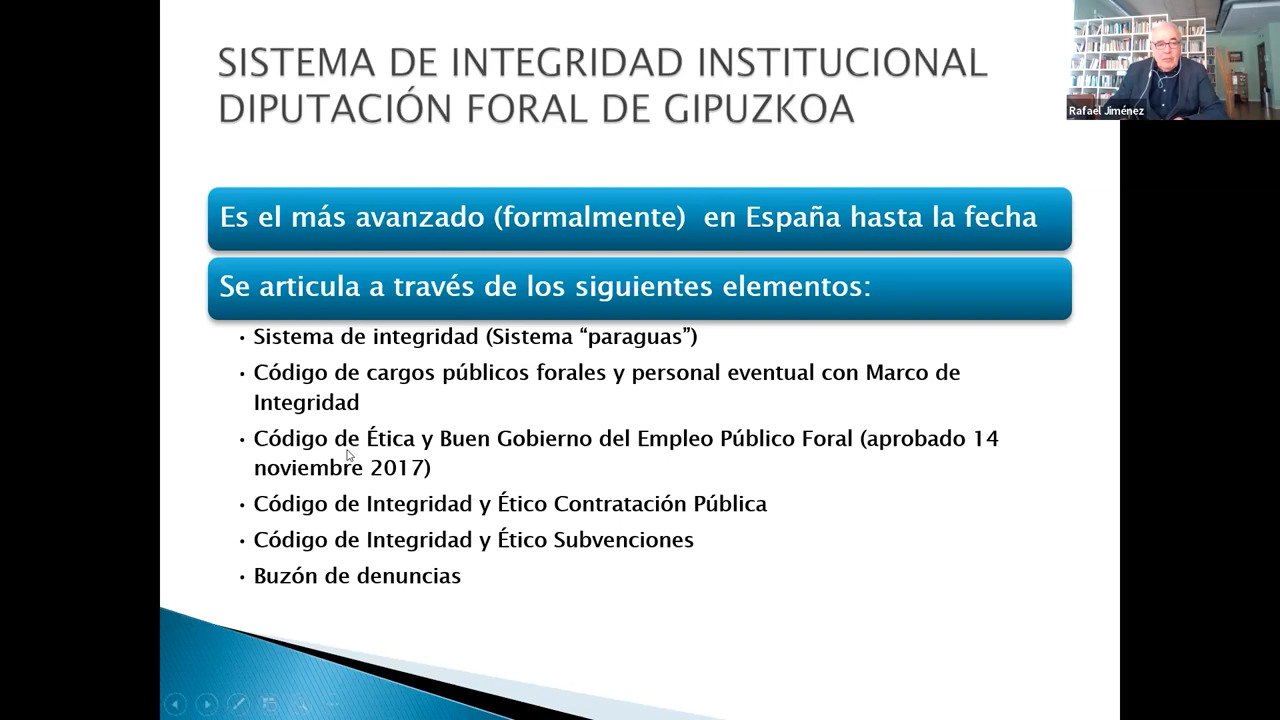 SISTEMA DE INTEGRIDAD INSTITUCIONAL
DIPUTACIÓN FORAL DE GIPUZKOA
Rafael Jiménez
Es el más avanzado (formalmente)  en España hasta la fecha
Se articula a través de los siguientes elementos:
• Sistema de integridad (Sistema “paraguas”)
• Código de cargos públicos forales y personal eventual con Marco de
Integridad
• Código de Ética y Buen Gobierno del Empleo Público Foral (aprobado 14
noviembre 2017)
• Código de Integridad y Ético Contratación Pública
• Código de Integridad y Ético Subvenciones
• Buzón de denuncias